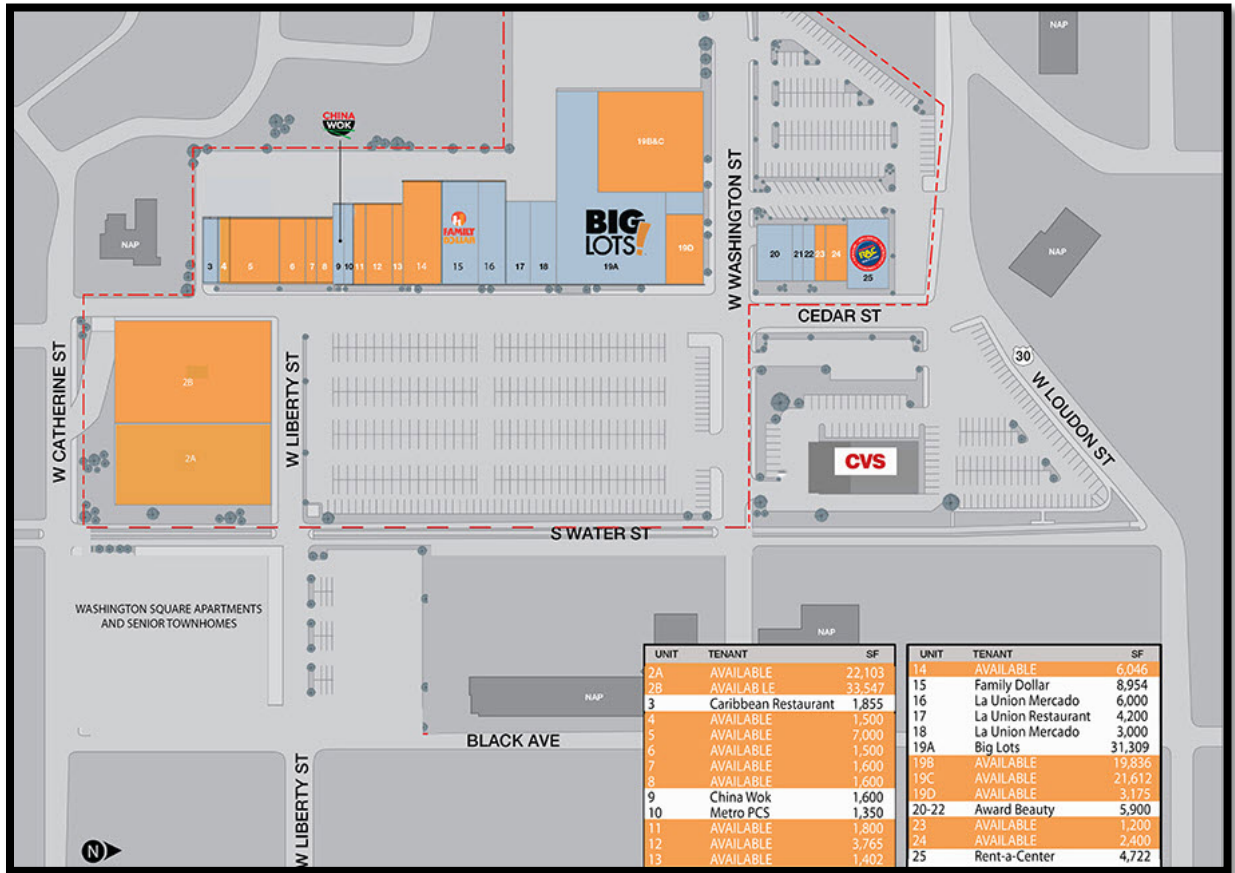 NAP
CHINA
WOK
19B&C
W WASHINGTON ST
NAP
FAMILY
DOLLAR
BIG
LOTS!
19D
RAC
NAP
3 4 5 6 7 8 9 10 11 12 13 14 15 16 17 18 19A
20 21 22 23 24 25
CEDAR ST
30
W LOUDON ST
W CATHERINE ST
2B
W LIBERTY ST
2A
CVS
S WATER ST
WASHINGTON SQUARE APARTMENTS
AND SENIOR TOWNHOMES
NAP
NAP
BLACK AVE
W LIBERTY ST
N
UNIT TENANT SF
2A AVAILABLE 22,103
2B AVAILABLE 33,547
3 Caribbean Restaurant 1,855
4 AVAILABLE 1,500
5 AVAILABLE 7,000
6 AVAILABLE 1,500
7 AVAILABLE 1,600
8 AVAILABLE 1,600
9 China Wok 1,600
10 Metro PCS 1,350
11 AVAILABLE 1,800
12 AVAILABLE 3,765
13 AVAILABLE 1,402
UNIT TENANT SF
14 AVAILABLE 6,046
15 Family Dollar 8,954
16 La Union Mercado 6,000
17 La Union Restaurant 4,200
18 La Union Mercado 3,000
19A Big Lots 31,309
19B AVAILABLE 19,836
19C AVAILABLE 21,612
19D AVAILABLE 3,175
20-22 Award Beauty 5,900
23 AVAILABLE 1,200
24 AVAILABLE 2,400
25 Rent-a-Center 4,722